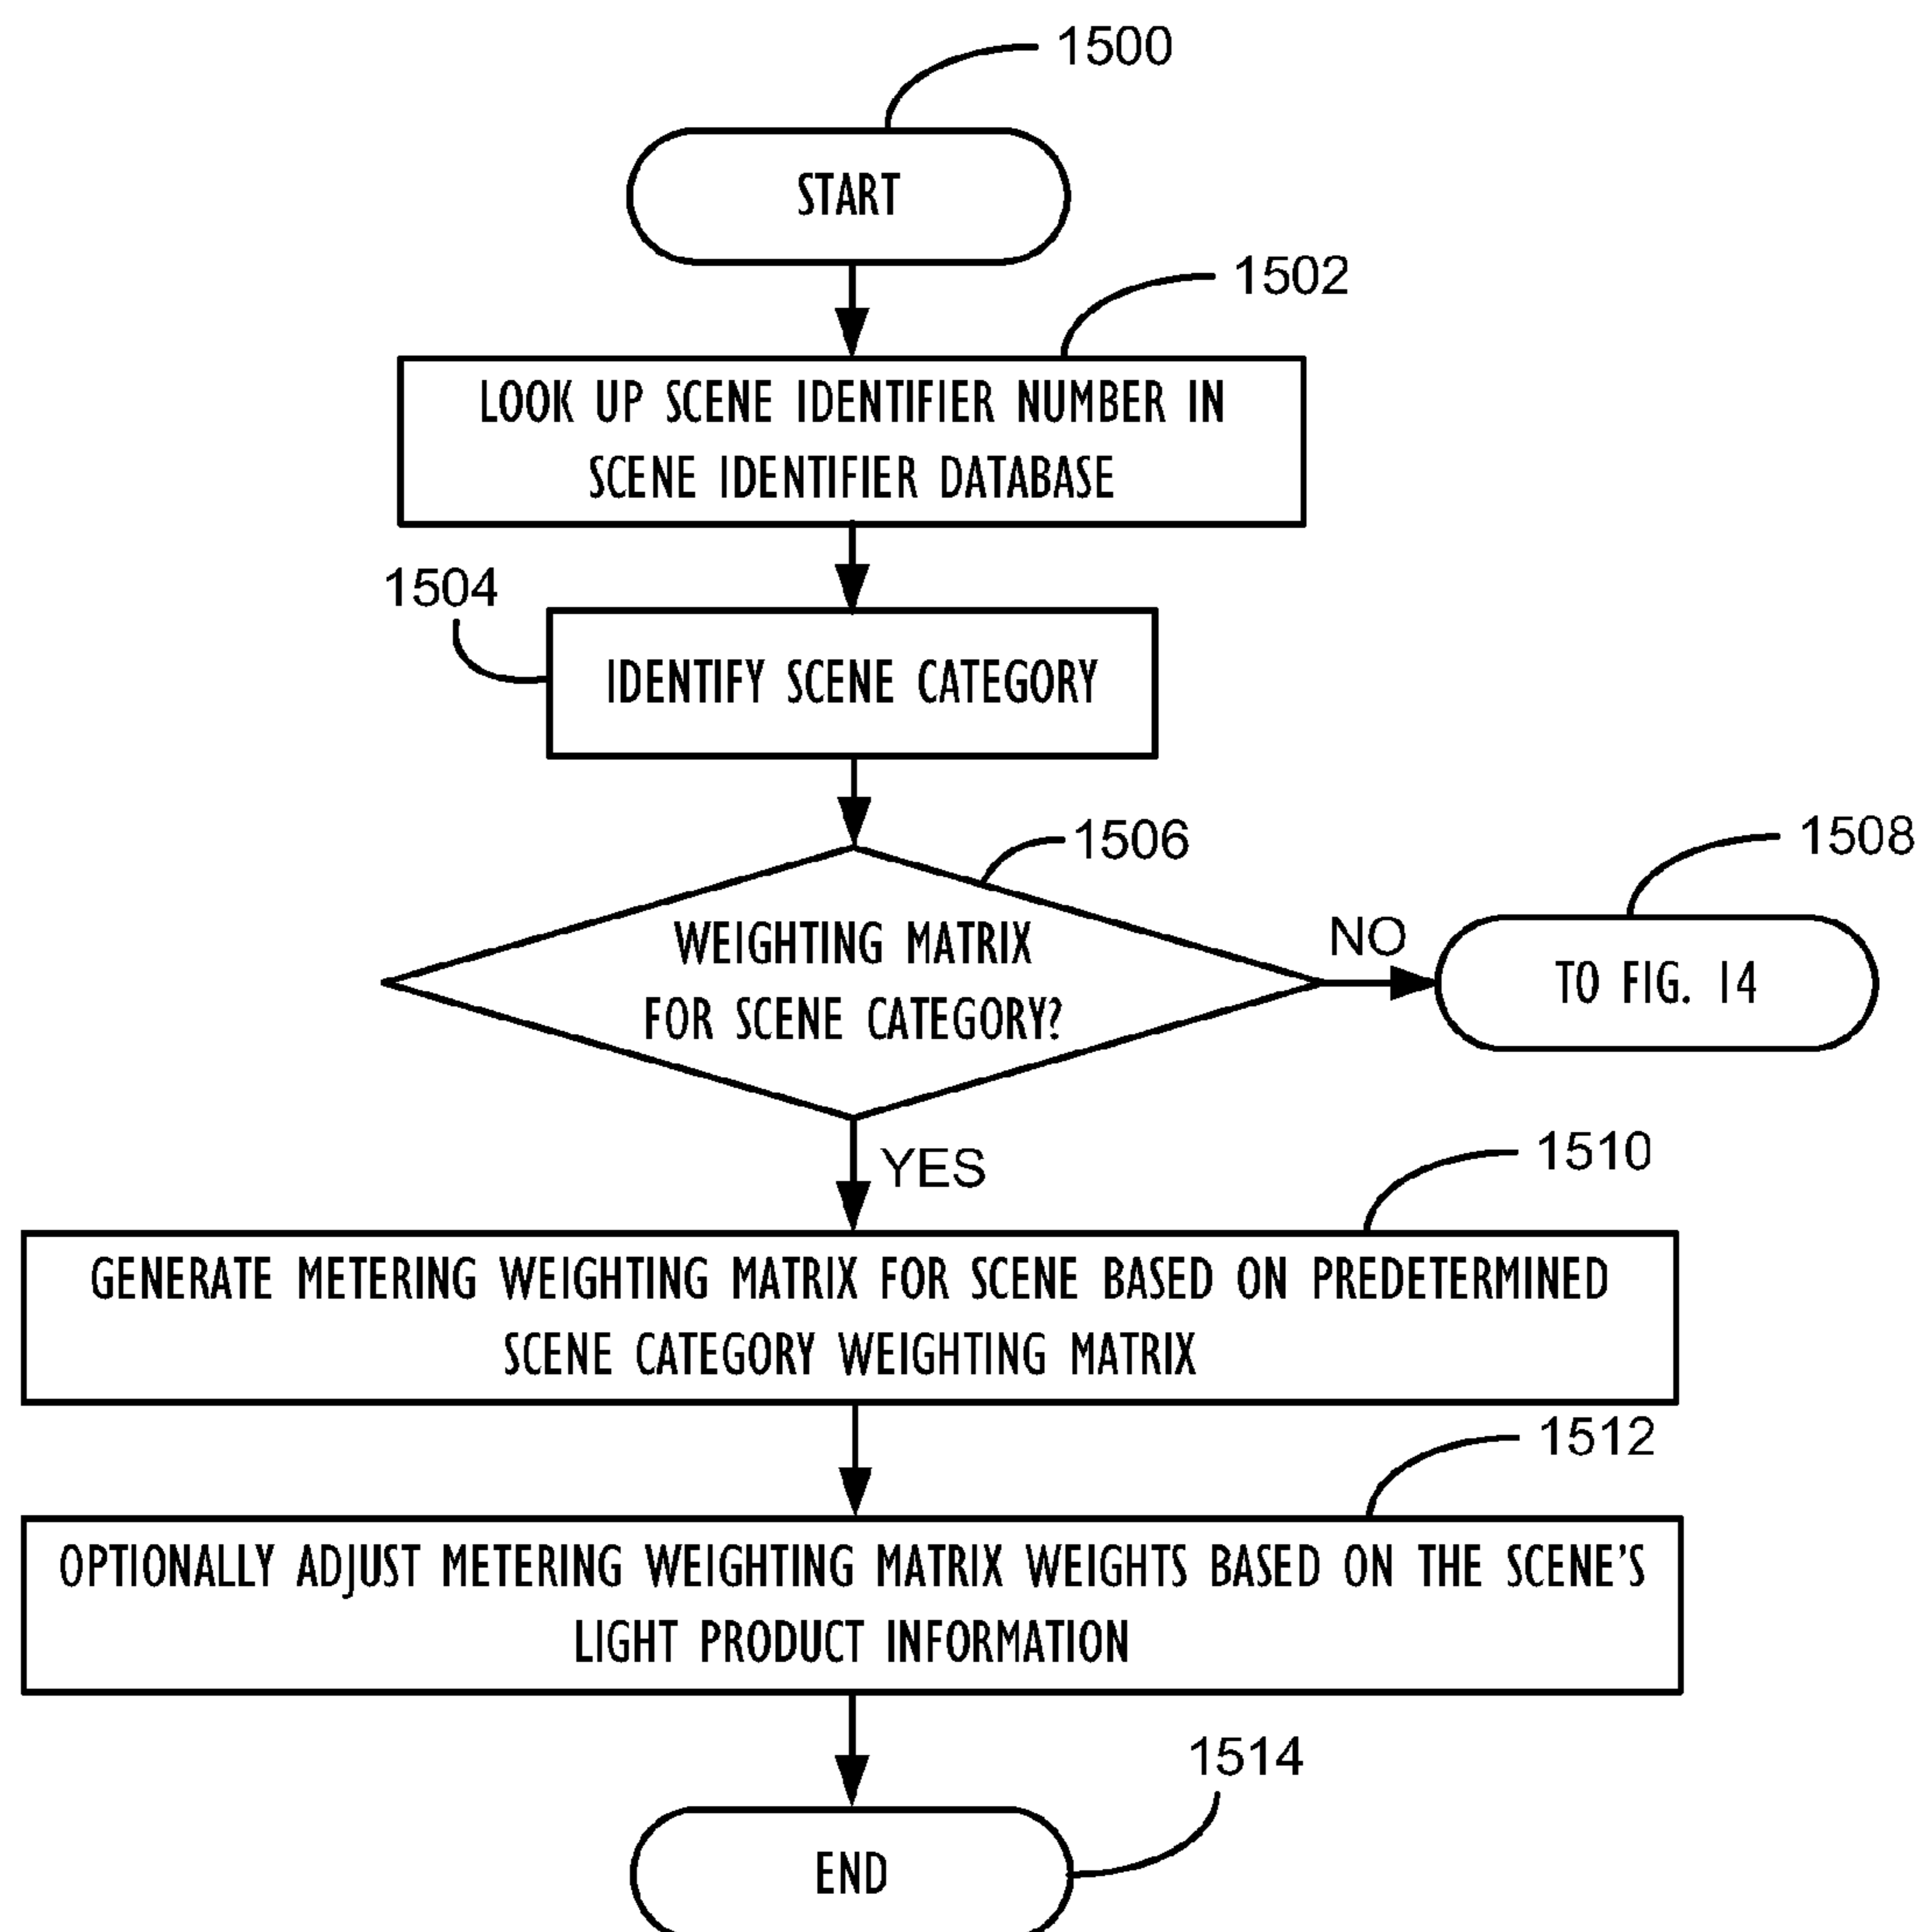 1500
START
1502
LOOK UP SCENE IDENTIFIER NUMBER IN
SCENE IDENTIFIER DATABASE
1504
IDENTIFY SCENE CATEGORY
1506
WEIGHTING MATRIX
FOR SCENE CATEGORY?
NO
1508
TO FIG. 14
YES
1510
GENERATE METERING WEIGHTING MATRIX FOR SCENE BASED ON PREDETERMINED
SCENE CATEGORY WEIGHTING MATRIX
1512
OPTIONALLY ADJUST METERING WEIGHTING MATRIX WEIGHTS BASED ON THE SCENE’S
LIGHT PRODUCT INFORMATION
1514
END